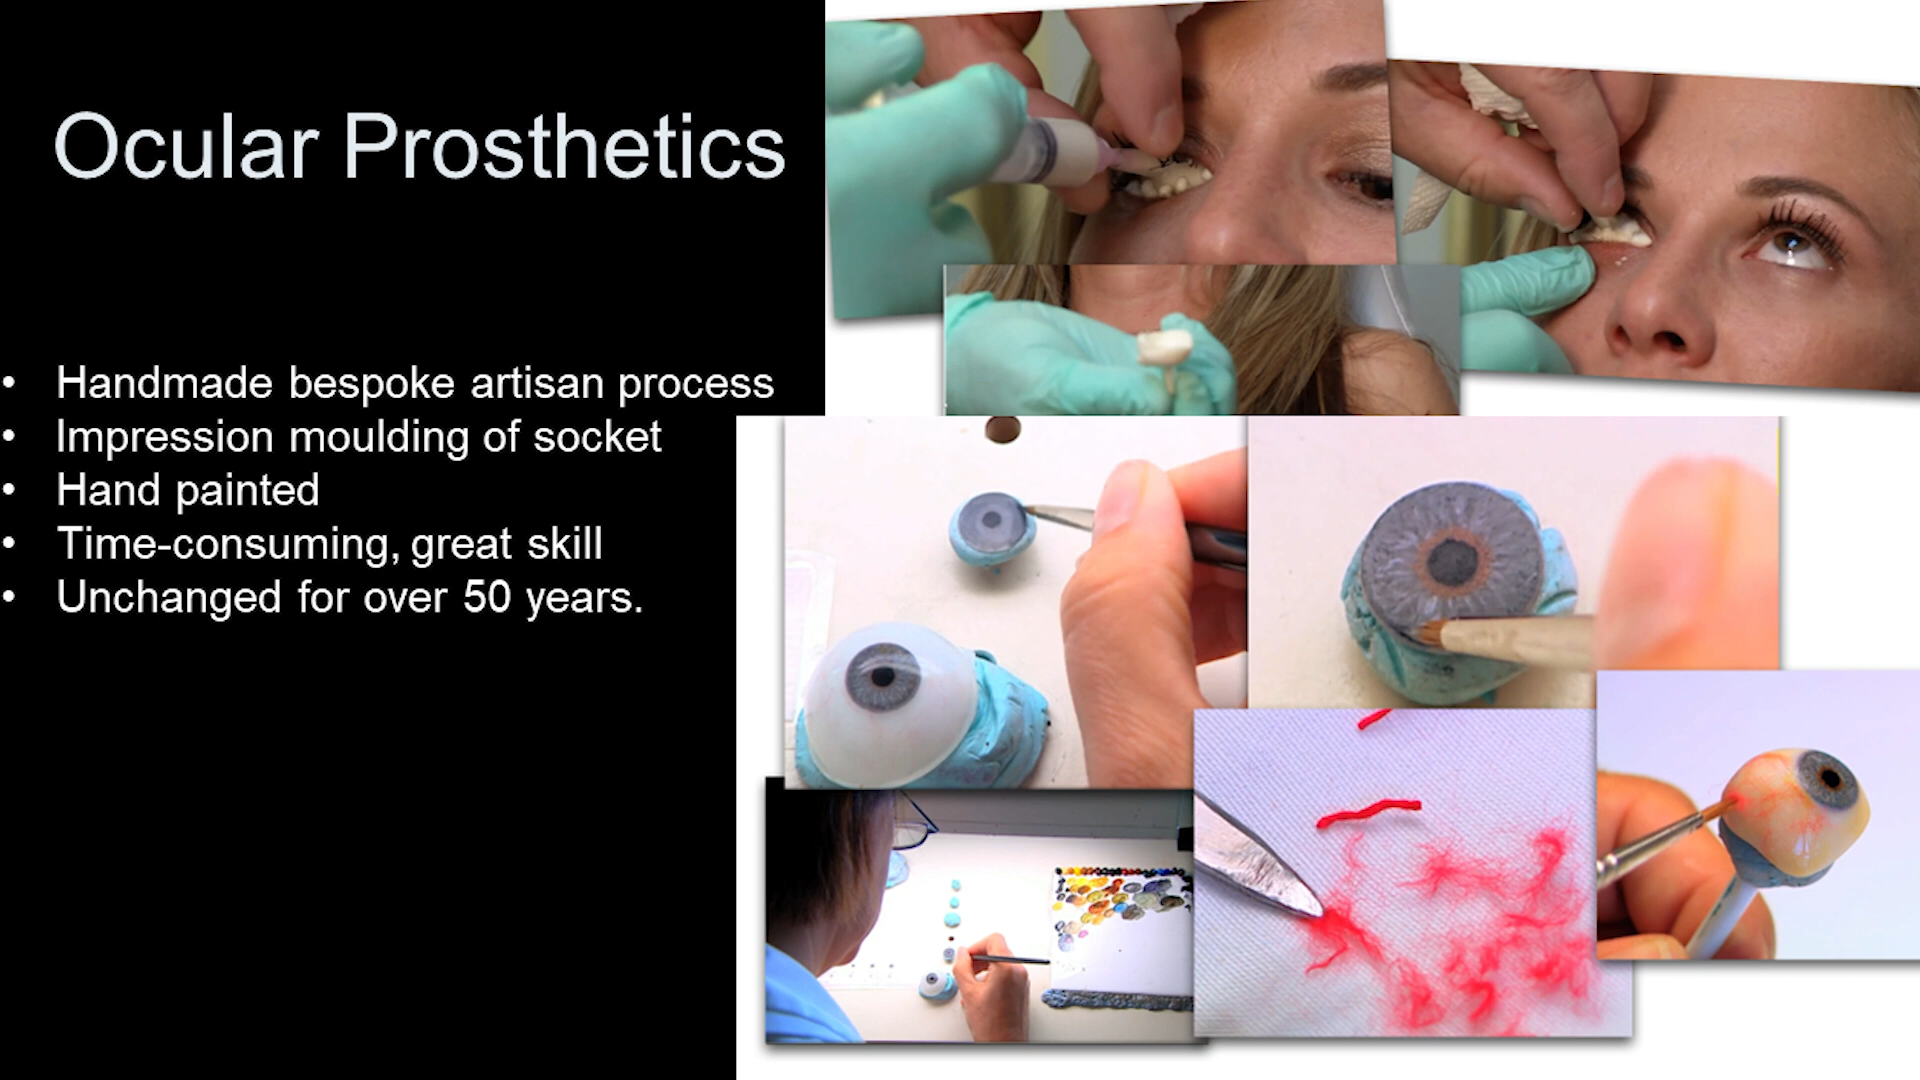 Ocular Prosthetics
• Handmade bespoke artisan process
• Impression moulding of socket
• Hand painted
• Time-consuming, great skill
• Unchanged for over 50 years.